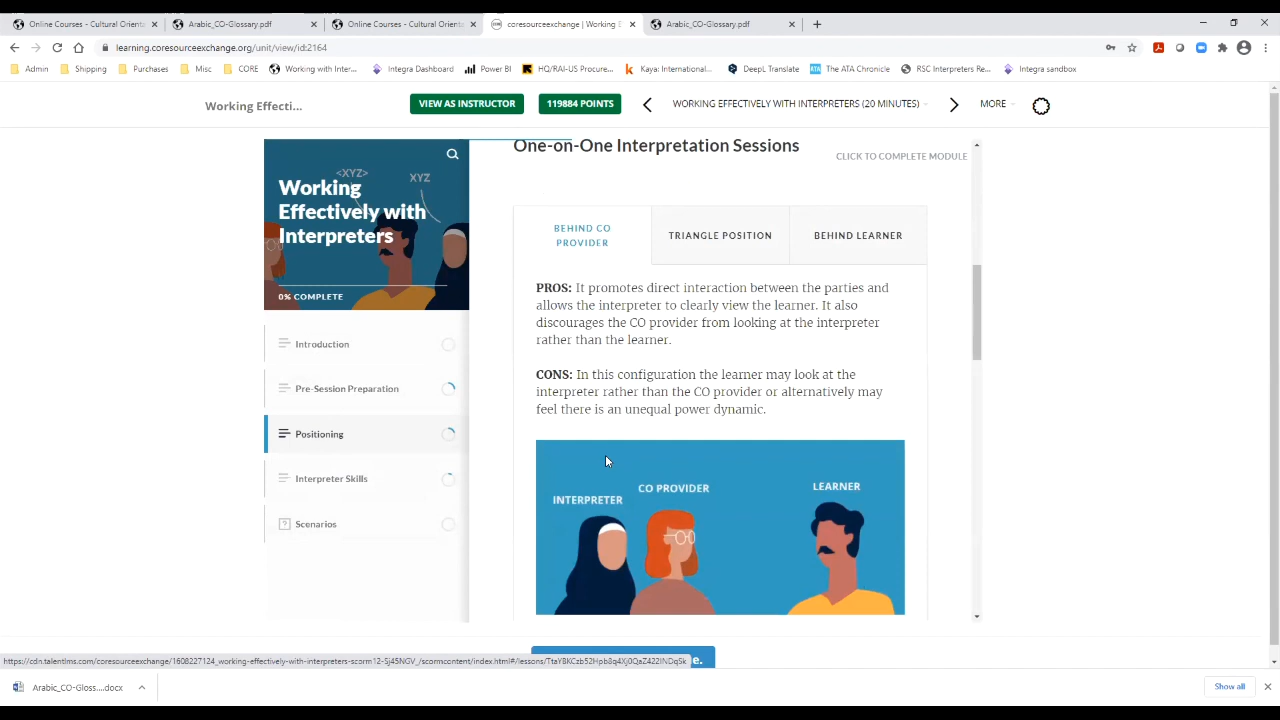 Online Courses - Cultural Orienta
Arabic_CO-Glossary.pdf
Online Courses - Cultural Orienta
coresourceexchange | Working E
Arabic_CO-Glossary.pdf
learning.coresourceexchange.org/unit/view/id:2164
Admin
Shipping
Purchases
Misc
CORE
Working with Inter...
Integra Dashboard
Power BI
HQ/RAI-US Procure...
Kayai International...
DeepL Translate
ATA
The ATA Chronicle
RSC Interpreters Re...
Integra sandbox
Working Effecti...
VIEW AS INSTRUCTOR
119884 POINTS
WORKING EFFECTIVELY WITH INTERPRETERS (20 MINUTES)
MORE
<XYZ>
XYZ
Working
Effectively with
Interpreters
0% COMPLETE
Introduction
Pre-Session Preparation
Positioning
Interpreter Skills
Scenarios
One-on-One Interpretation Sessions
CLICK TO COMPLETE MODULE
BEHIND CO
PROVIDER
TRIANGLE POSITION
BEHIND LEARNER
PROS: It promotes direct interaction between the parties and
allows the interpreter to clearly view the learner. It also
discourages the CO provider from looking at the interpreter
rather than the learner.
CONS: In this configuration the learner may look at the
interpreter rather than the CO provider or alternatively may
feel there is an unequal power dynamic.
INTERPRETER
CO PROVIDER
LEARNER
Arabic_CO-Gloss....docx
Show all